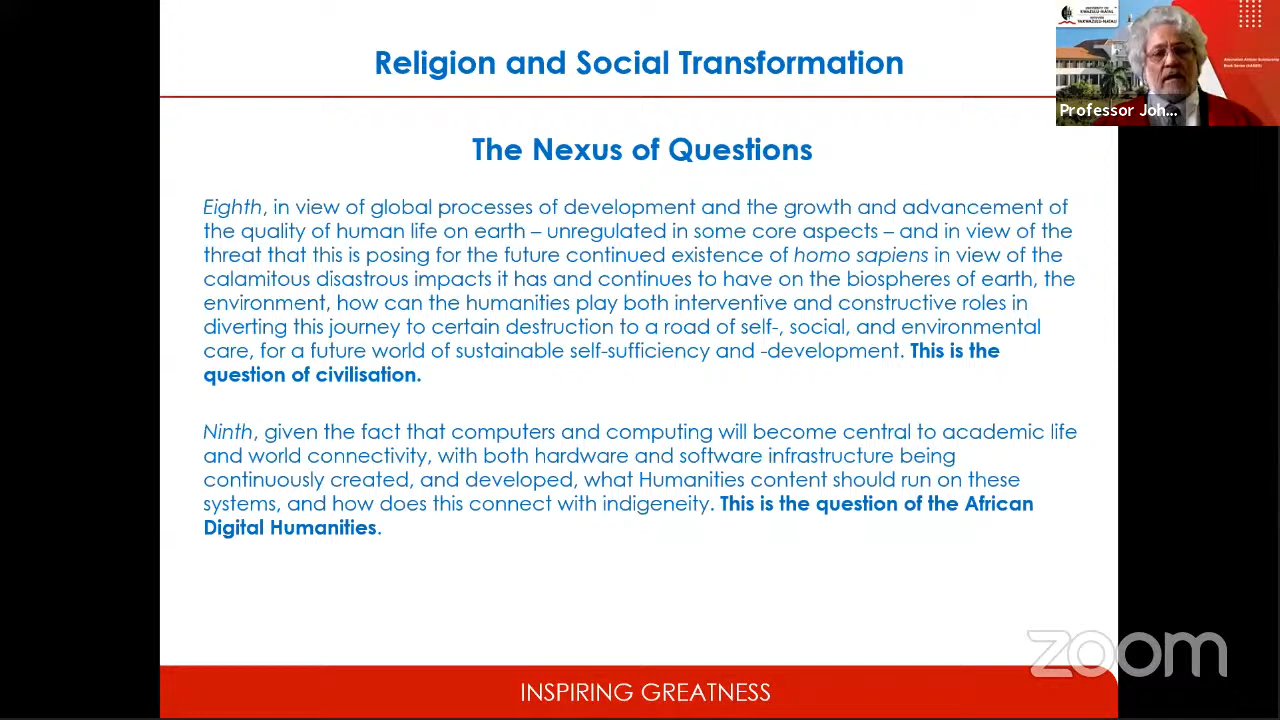 Religion and Social Transformation
UNIVERSITY OF
KWAZULU-NATAL
INYUVESI
YAKWAZULU-NATALI
Professor Joh...
The Nexus of Questions
Eighth, in view of global processes of development and the growth and advancement of
the quality of human life on earth – unregulated in some core aspects – and in view of the
threat that this is posing for the future continued existence of homo sapiens in view of the
calamitous disastrous impacts it has and continues to have on the biospheres of earth, the
environment, how can the humanities play both interventive and constructive roles in
diverting this journey to certain destruction to a road of self-, social, and environmental
care, for a future world of sustainable self-sufficiency and -development. This is the
question of civilisation.
Ninth, given the fact that computers and computing will become central to academic life
and world connectivity, with both hardware and software infrastructure being
continuously created, and developed, what Humanities content should run on these
systems, and how does this connect with indigeneity. This is the question of the African
Digital Humanities.
zoom
INSPIRING GREATNESS